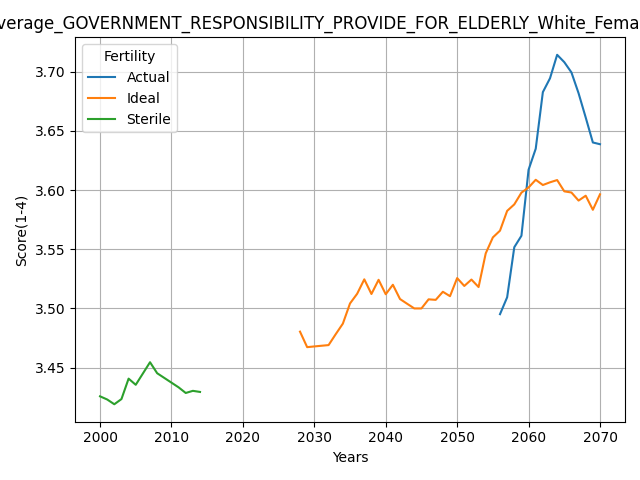 verage_GOVERNMENT_RESPONSIBILITY_PROVIDE_FOR_ELDERLY_White_Fema
Fertility
Actual
Ideal
Sterile
Score(1-4)
3.70
3.65
3.60
3.55
3.50
3.45
2000 2010 2020 2030 2040 2050 2060 2070
Years